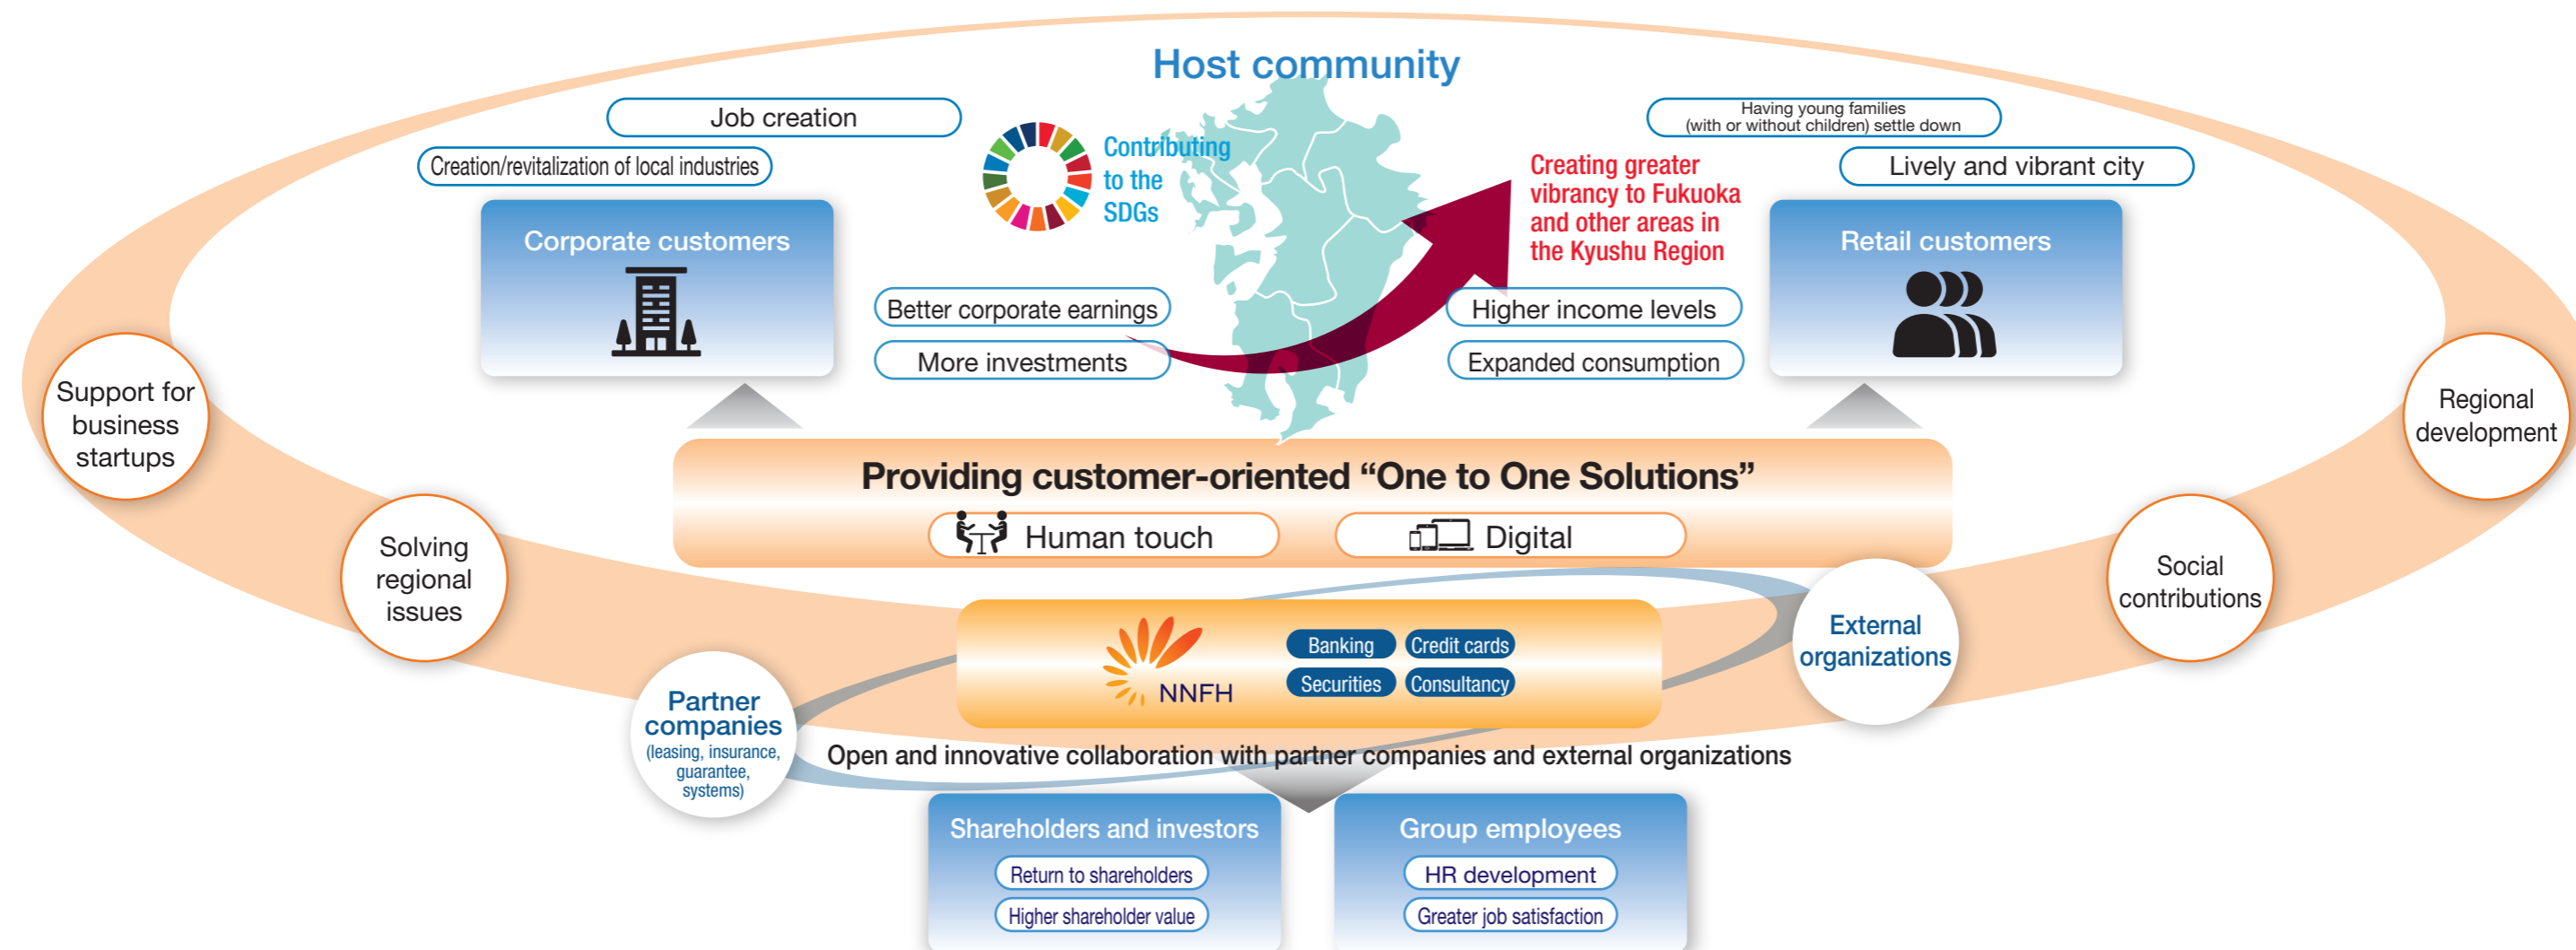 Host community
Job creation
Creation/revitalization of local industries
Corporate customers
Contributing
to the
SDGs
Better corporate earnings
More investments
Creating greater
vibrancy to Fukuoka
and other areas in
the Kyushu Region
Higher income levels
Expanded consumption
Having young families
(with or without children) settle down
Lively and vibrant city
Retail customers
Support for
business
startups
Solving
regional
issues
Regional
development
Social
contributions
Providing customer-oriented “One to One Solutions”
Human touch
Digital
NNFH
Banking
Credit cards
Securities
Consultancy
Partner
companies
(leasing, insurance,
guarantee,
systems)
External
organizations
Open and innovative collaboration with partner companies and external organizations
Shareholders and investors
Return to shareholders
Higher shareholder value
Group employees
HR development
Greater job satisfaction